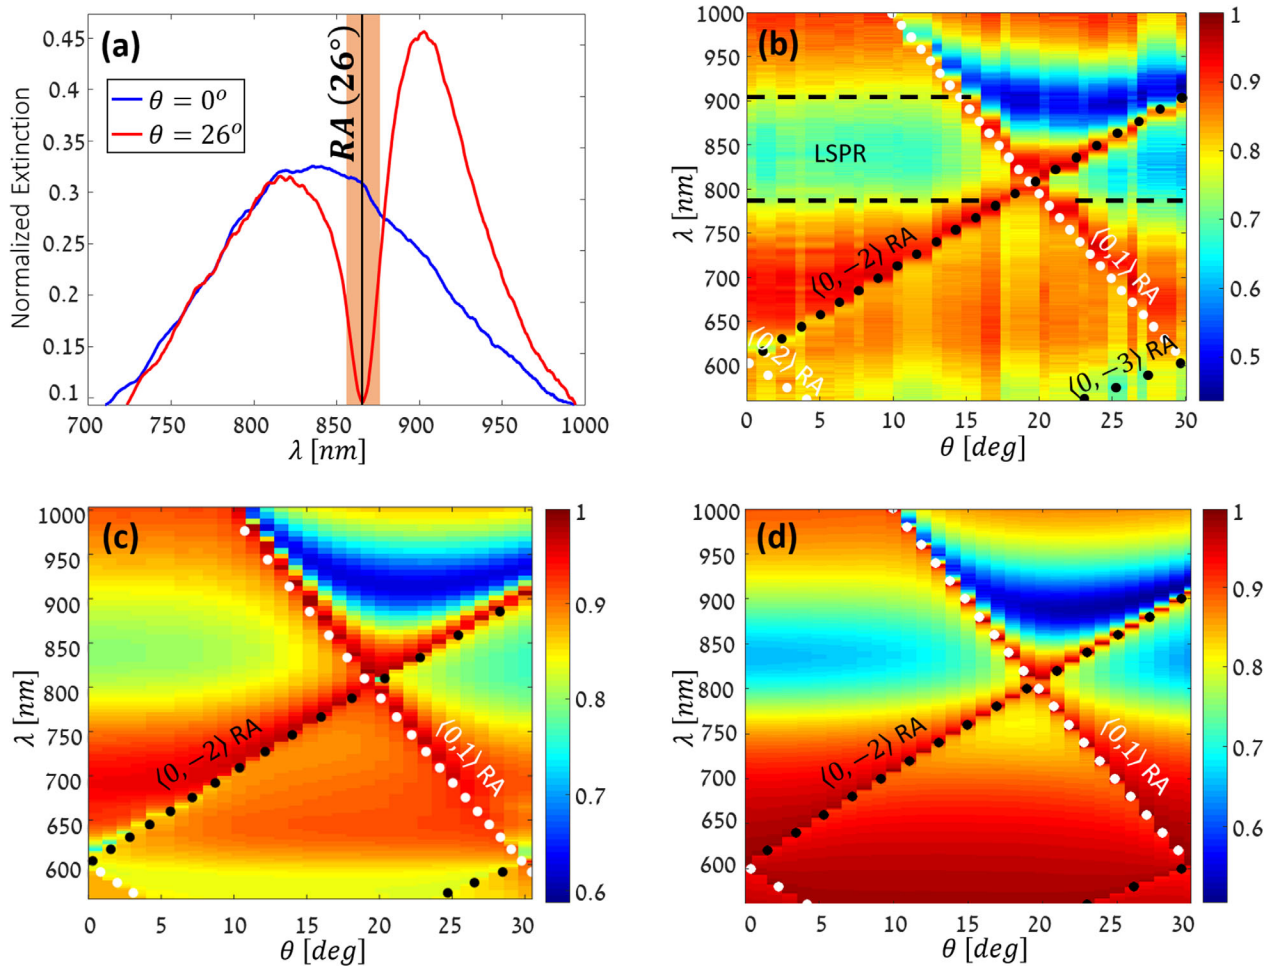 (a)
θ = 0°
θ = 26°
RA (26°)
Normalized Extinction
0.45
0.4
0.35
0.3
0.25
0.2
0.15
0.1
700 750 800 850 900 950 1000
λ [nm]
(b)
1000
950
900
850
800
750
700
650
600
λ [nm]
LSPR
⟨0,−2⟩ RA
⟨0,1⟩ RA
⟨0,2⟩ RA
⟨0,−3⟩ RA
0 5 10 15 20 25 30
θ [deg]
1
0.9
0.8
0.7
0.6
0.5
(c)
1000
950
900
850
800
750
700
650
600
λ [nm]
⟨0,−2⟩ RA
⟨0,1⟩ RA
0 5 10 15 20 25 30
θ [deg]
1
0.9
0.8
0.7
0.6
(d)
1000
950
900
850
800
750
700
650
600
λ [nm]
⟨0,−2⟩ RA
⟨0,1⟩ RA
0 5 10 15 20 25 30
θ [deg]
1
0.9
0.8
0.7
0.6